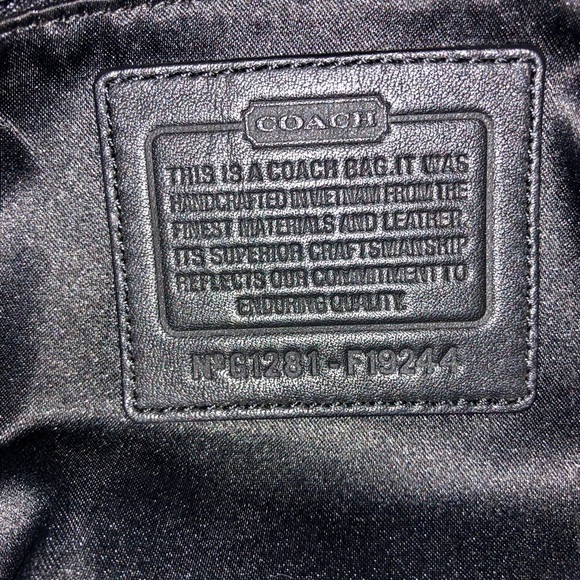 COACH
THIS IS A COACH BAG. IT WAS
HANDCRAFTED IN VIETNAM FROM THE
FINEST MATERIALS AND LEATHER.
ITS SUPERIOR CRAFTSMANSHIP
REFLECTS OUR COMMITMENT TO
ENDURING QUALITY.
Nº G1281-F19244